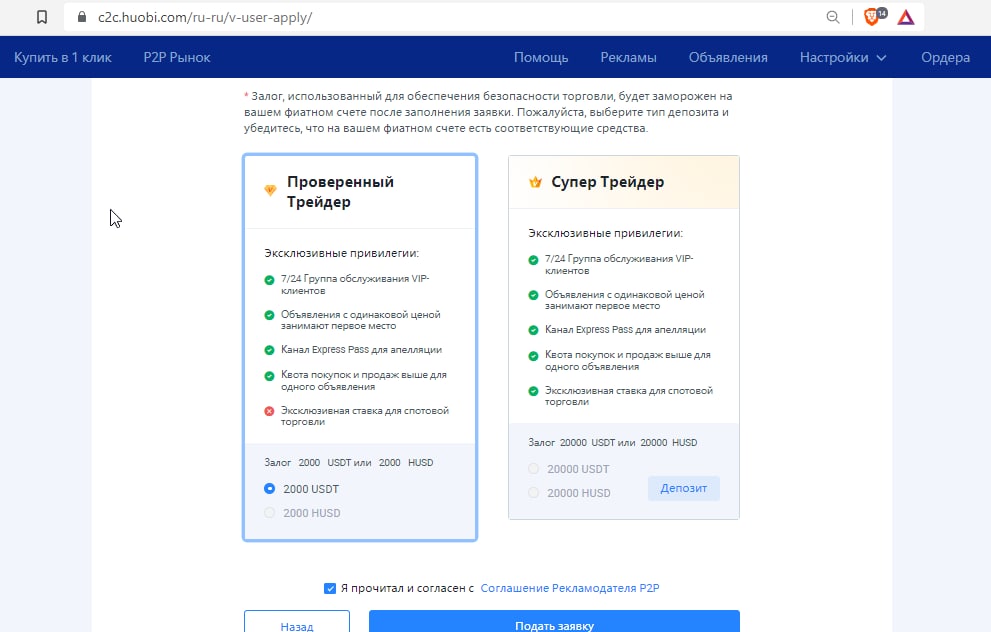 c2c.huobi.com/ru-ru/v-user-apply/
14
Купить в 1 клик P2P Рынок Помощь Рекламы Объявления Настройки Ордера
* Залог, использованный для обеспечения безопасности торговли, будет заморожен на
вашем фиатном счете после заполнения заявки. Пожалуйста, выберите тип депозита и
убедитесь, что на вашем фиатном счете есть соответствующие средства.
Проверенный
Трейдер
Эксклюзивные привилегии:
7/24 Группа обслуживания VIP-
клиентов
Объявления с одинаковой ценой
занимают первое место
Канал Express Pass для апелляции
Квота покупок и продаж выше для
одного объявления
Эксклюзивная ставка для спотовой
торговли
Залог 2000 USDT или 2000 HUSD
2000 USDT
2000 HUSD
Супер Трейдер
Эксклюзивные привилегии:
7/24 Группа обслуживания VIP-
клиентов
Объявления с одинаковой ценой
занимают первое место
Канал Express Pass для апелляции
Квота покупок и продаж выше для
одного объявления
Эксклюзивная ставка для спотовой
торговли
Залог 20000 USDT или 20000 HUSD
20000 USDT
20000 HUSD
Депозит
Я прочитал и согласен с Соглашение Рекламодателя P2P
Назад Подать заявку